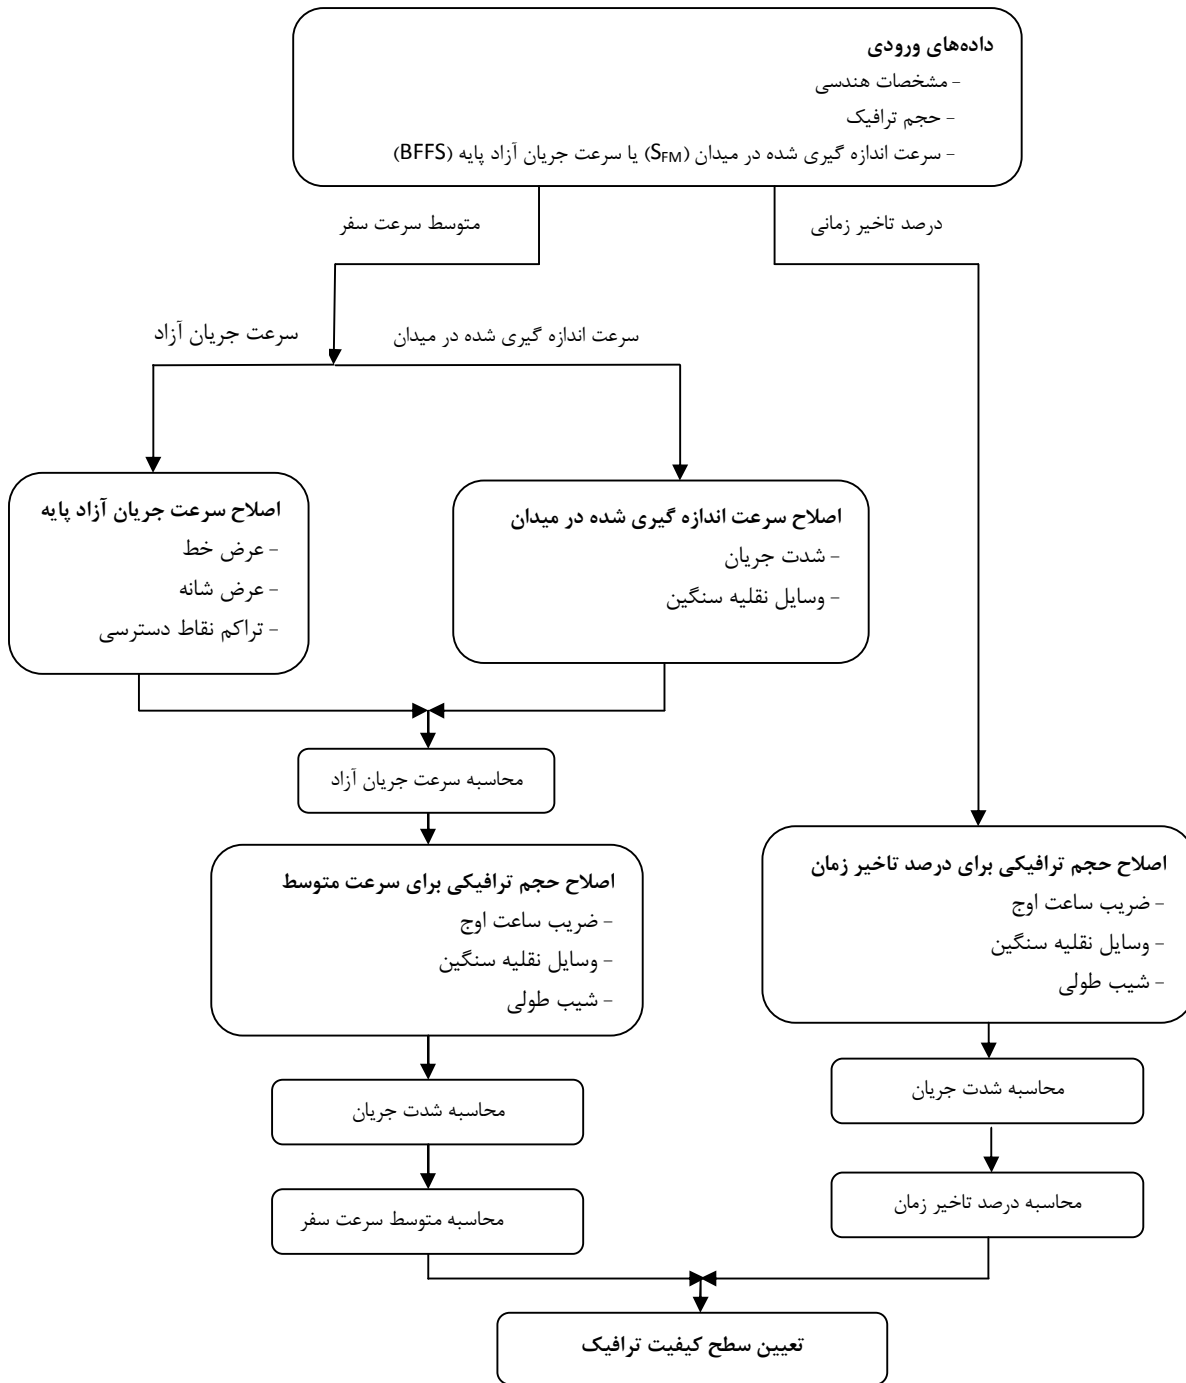 داده‌های ورودی
- مشخصات هندسی
- حجم ترافیک
- سرعت اندازه گیری شده در میدان (SFM) یا سرعت جریان آزاد پایه (BFFS)
درصد تاخیر زمانی
متوسط سرعت سفر
سرعت اندازه گیری شده در میدان
سرعت جریان آزاد
اصلاح سرعت اندازه گیری شده در میدان
- شدت جریان
- وسایل نقلیه سنگین
اصلاح سرعت جریان آزاد پایه
- عرض خط
- عرض شانه
- تراکم نقاط دسترسی
محاسبه سرعت جریان آزاد
اصلاح حجم ترافیکی برای درصد تاخیر زمان
- ضریب ساعت اوج
- وسایل نقلیه سنگین
- شیب طولی
اصلاح حجم ترافیکی برای سرعت متوسط
- ضریب ساعت اوج
- وسایل نقلیه سنگین
- شیب طولی
محاسبه شدت جریان
محاسبه شدت جریان
محاسبه درصد تاخیر زمان
محاسبه متوسط سرعت سفر
تعیین سطح کیفیت ترافیک